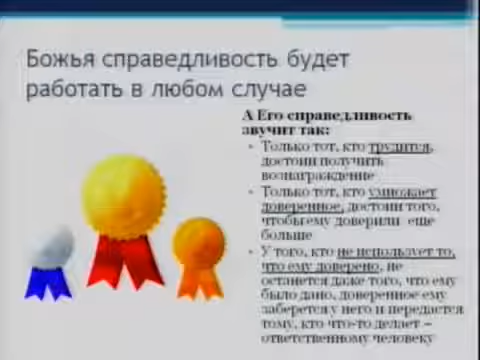 Божья справедливость будет
работать в любом случае
А Его справедливость
звучит так:
• Только тот, кто трудится,
достоин получить
вознаграждение
• Только тот, кто умножает
доверенное, достоин того,
чтобы ему доверили еще
больше
• У того, кто не использует то,
что ему доверено, не
останется даже того, что ему
было дано, доверенное ему
заберется у него и передастся
тому, кто что-то делает –
ответственному человеку